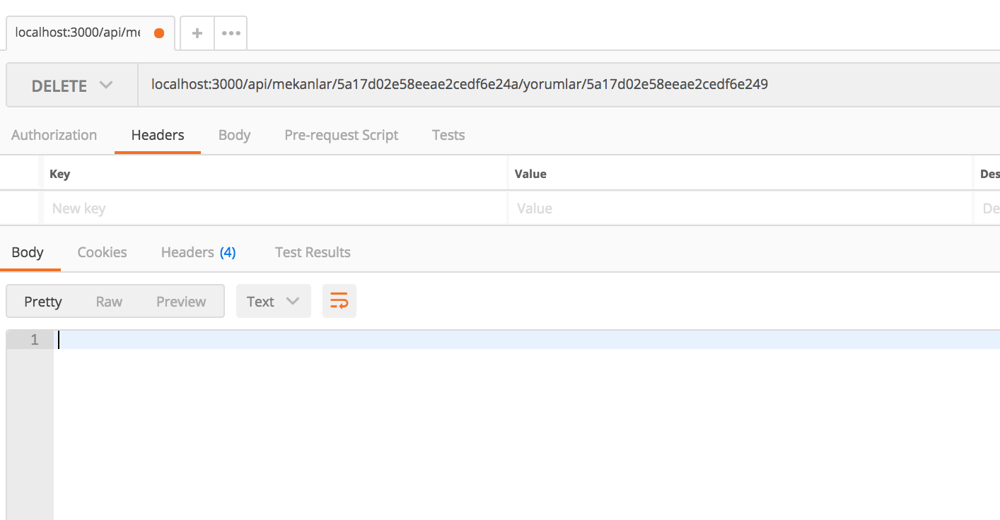 localhost:3000/api/me
DELETE localhost:3000/api/mekanlar/5a17d02e58eeae2cedf6e24a/yorumlar/5a17d02e58eeae2cedf6e249
Authorization Headers Body Pre-request Script Tests
Key Value Des
New key Value De
Body Cookies Headers (4) Test Results
Pretty Raw Preview Text
1